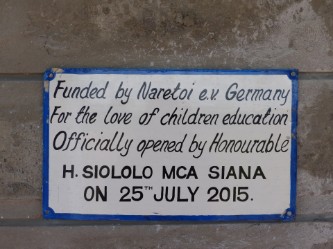 Funded by Naretoi e.v. Germany
For the love of children education
Officially opened by Honourable
H. SIOLOLO MCA SIANA
ON 25TH JULY 2015.